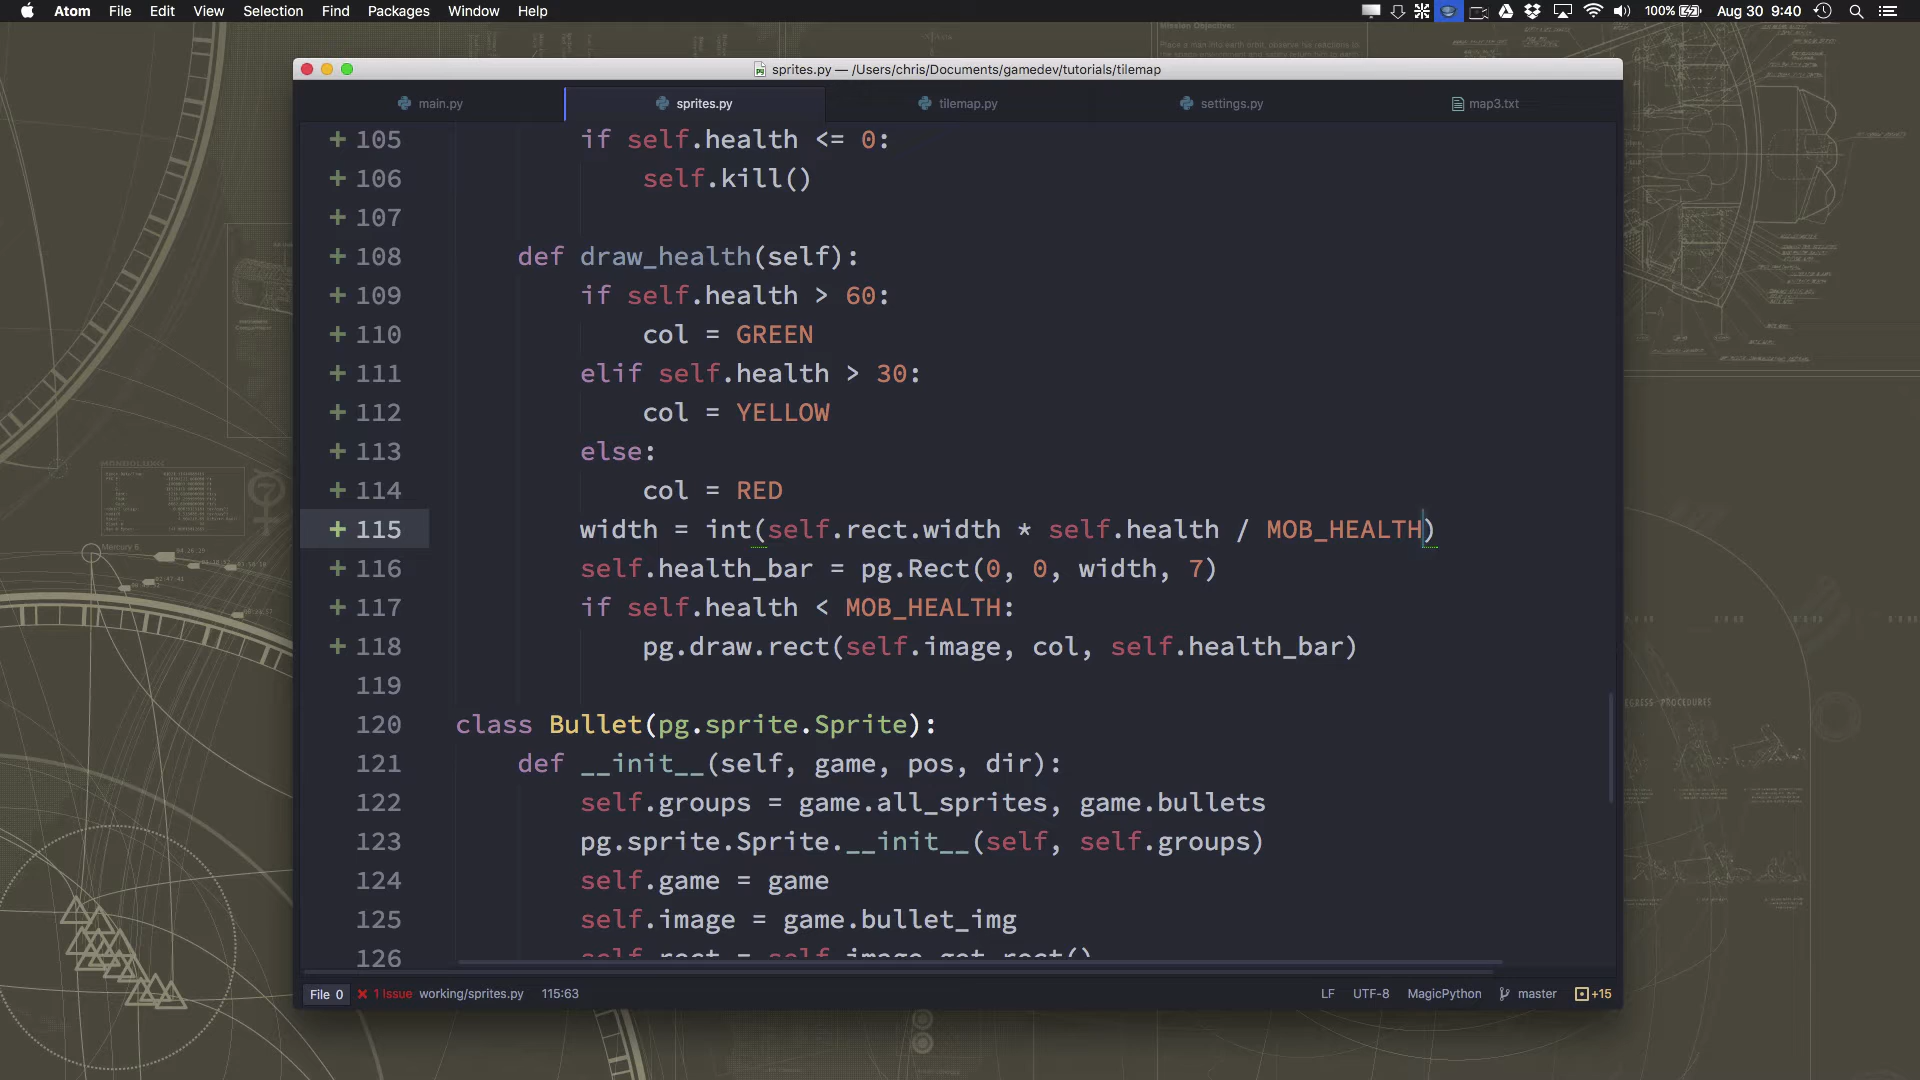 Atom File Edit View Selection Find Packages Window Help 100% Aug 30 9:40
Mission Objective:
sprites.py — /Users/chris/Documents/gamedev/tutorials/tilemap
main.py sprites.py tilemap.py settings.py map3.txt
+ 105 if self.health <= 0:
+ 106 self.kill()
+ 107
+ 108 def draw_health(self):
+ 109 if self.health > 60:
+ 110 col = GREEN
+ 111 elif self.health > 30:
+ 112 col = YELLOW
+ 113 else:
+ 114 col = RED
+ 115 width = int(self.rect.width * self.health / MOB_HEALTH)
+ 116 self.health_bar = pg.Rect(0, 0, width, 7)
+ 117 if self.health < MOB_HEALTH:
+ 118 pg.draw.rect(self.image, col, self.health_bar)
119
120 class Bullet(pg.sprite.Sprite):
121 def __init__(self, game, pos, dir):
122 self.groups = game.all_sprites, game.bullets
123 pg.sprite.Sprite.__init__(self, self.groups)
124 self.game = game
125 self.image = game.bullet_img
126 self.rect = self.image.get_rect()
File 0 1 Issue working/sprites.py 115:63 LF UTF-8 MagicPython master +15